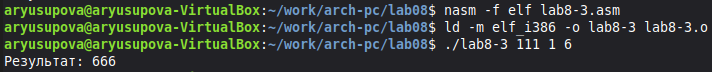 aryusupova@aryusupova-VirtualBox:~/work/arch-pc/lab08$ nasm -f elf lab8-3.asm
aryusupova@aryusupova-VirtualBox:~/work/arch-pc/lab08$ ld -m elf_i386 -o lab8-3 lab8-3.o
aryusupova@aryusupova-VirtualBox:~/work/arch-pc/lab08$ ./lab8-3 111 1 6
Результат: 666